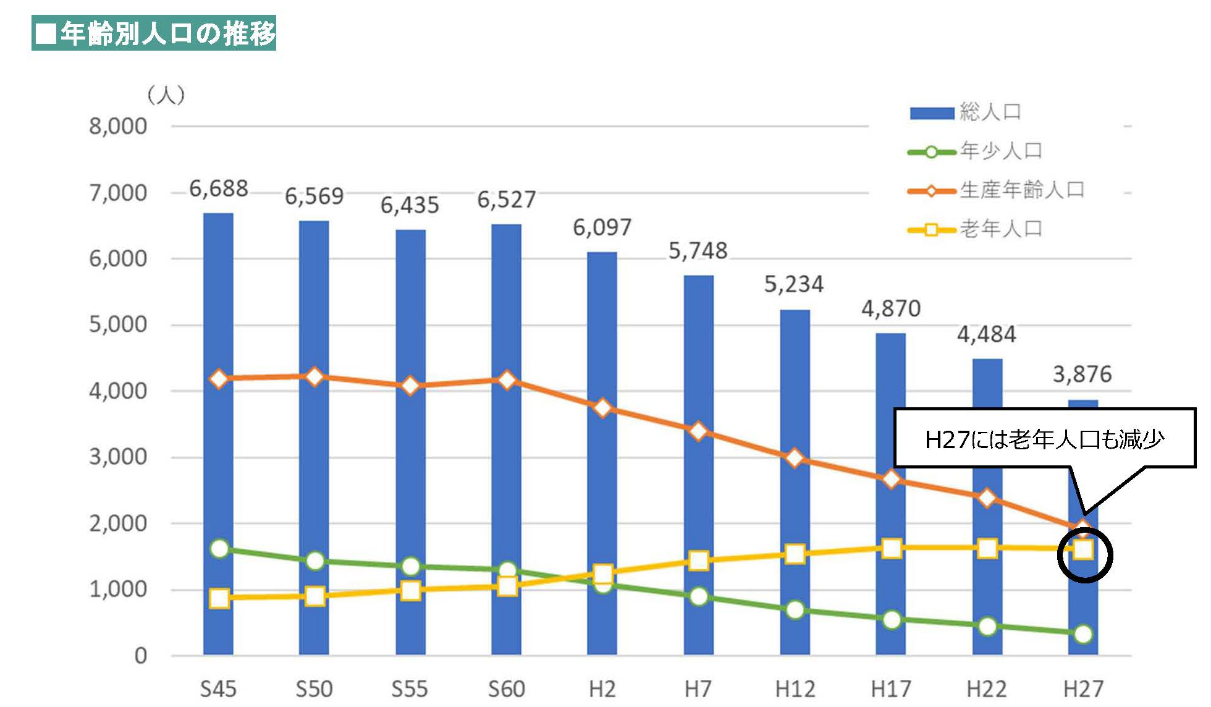 ■年齢別人口の推移
（人）
8,000
7,000
6,000
5,000
4,000
3,000
2,000
1,000
0
総人口
年少人口
生産年齢人口
老年人口
6,688
6,569
6,435
6,527
6,097
5,748
5,234
4,870
4,484
3,876
H27には老年人口も減少
S45 S50 S55 S60 H2 H7 H12 H17 H22 H27